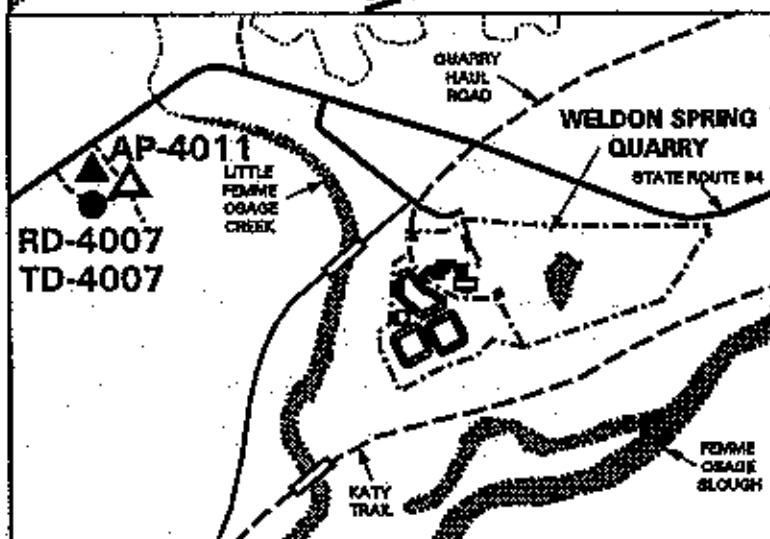 QUARRY
HAUL
ROAD
WELDON SPRING
QUARRY
STATE ROUTE 94
AP-4011
LITTLE
FEMME
OSAGE
CREEK
RD-4007
TD-4007
KATY
TRAIL
FEMME
OSAGE
SLOUGH